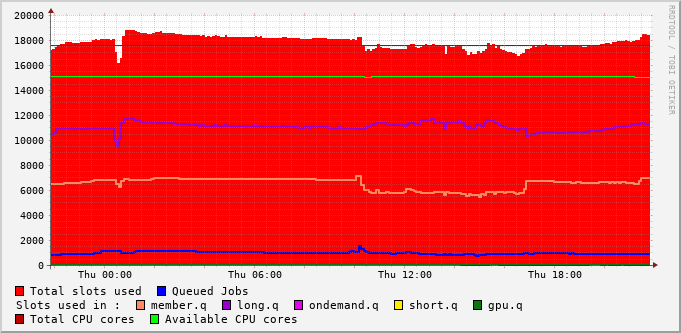 20000
18000
16000
14000
12000
10000
8000
6000
4000
2000
0
Thu 00:00 Thu 06:00 Thu 12:00 Thu 18:00
RRDTOOL / TOBI OETIKER
Total slots used Queued Jobs
Slots used in : member.q long.q ondemand.q short.q gpu.q
Total CPU cores Available CPU cores